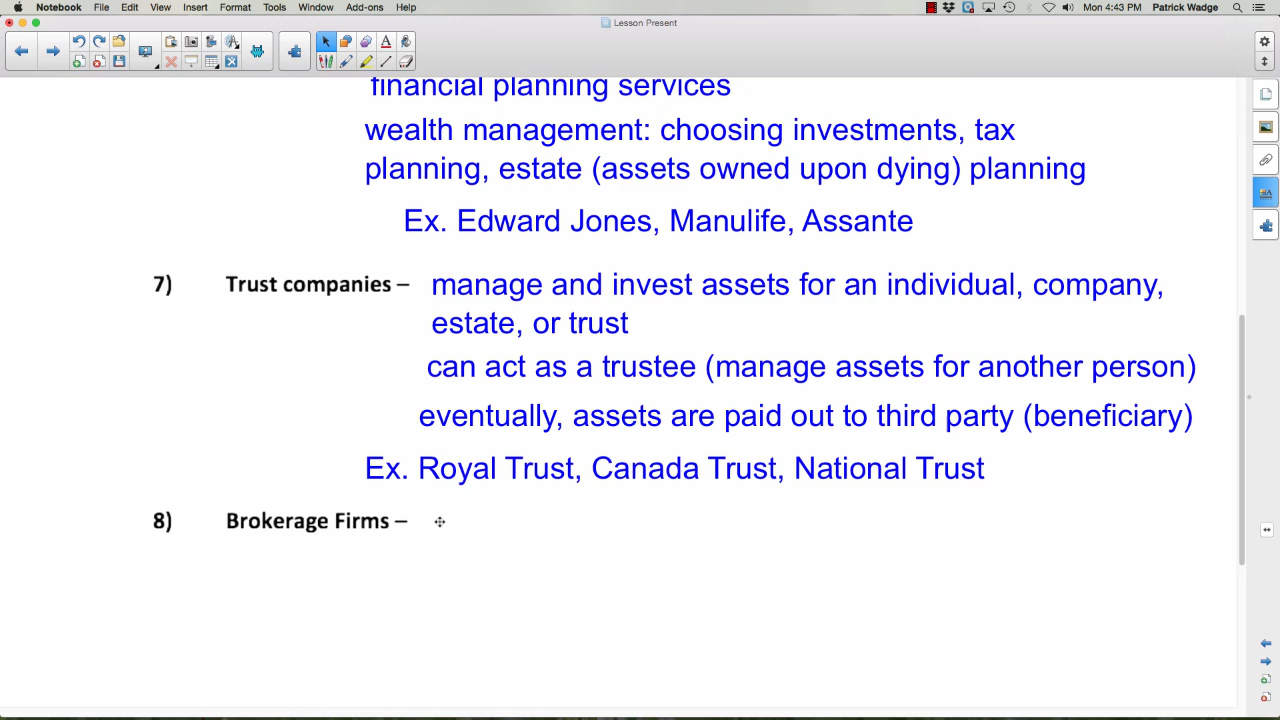 Notebook File Edit View Insert Format Tools Window Add-ons Help Mon 4:43 PM Patrick Wadge
Lesson Present
financial planning services
wealth management: choosing investments, tax
planning, estate (assets owned upon dying) planning
Ex. Edward Jones, Manulife, Assante
7) Trust companies – manage and invest assets for an individual, company,
estate, or trust
can act as a trustee (manage assets for another person)
eventually, assets are paid out to third party (beneficiary)
Ex. Royal Trust, Canada Trust, National Trust
8) Brokerage Firms –